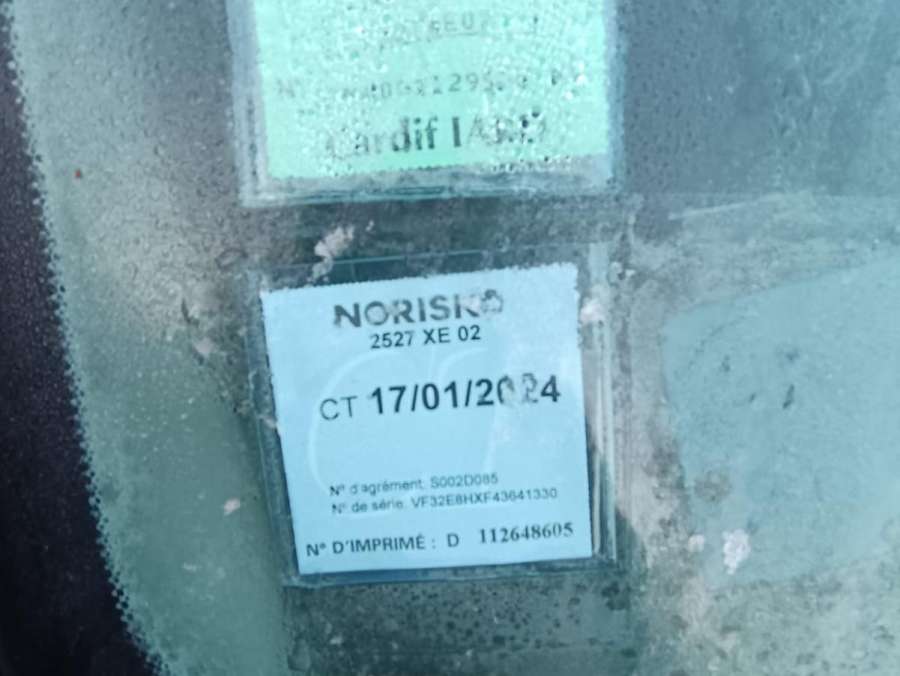 Cardif IARD
NORISKO
2527 XE 02
CT 17/01/2024
N° d'agrément. S002D085
N° de série. VF32E8HXF43641330
N° D'IMPRIMÉ : D 112648605